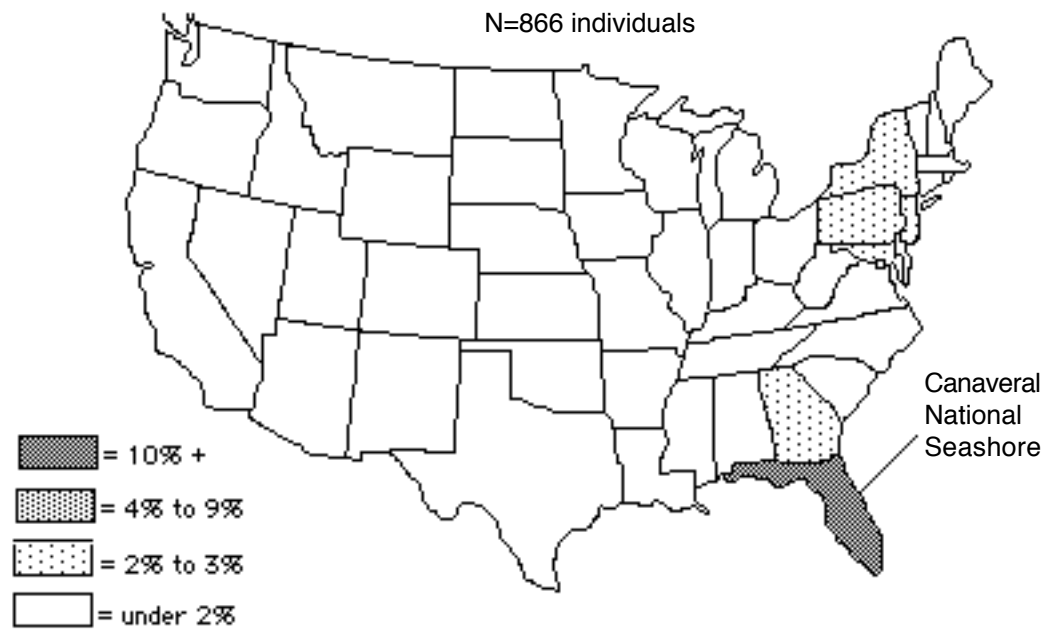 N=866 individuals
Canaveral
National
Seashore
= 10% +
= 4% to 9%
= 2% to 3%
= under 2%